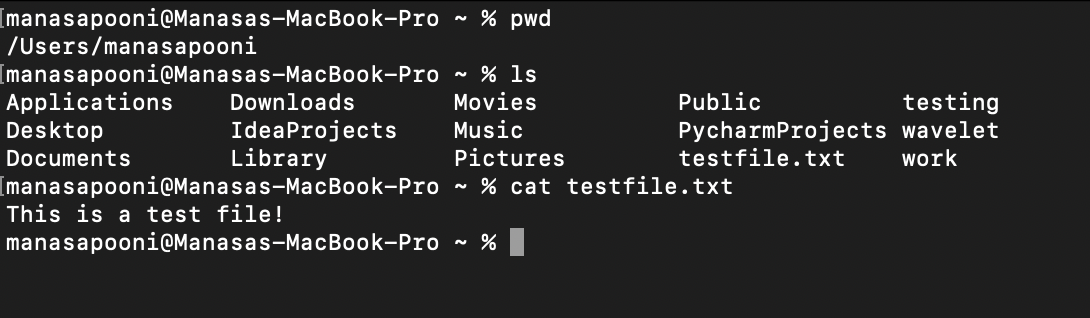 manasapooni@Manasas-MacBook-Pro ~ % pwd
/Users/manasapooni
manasapooni@Manasas-MacBook-Pro ~ % ls
Applications Downloads Movies Public testing
Desktop IdeaProjects Music PycharmProjects wavelet
Documents Library Pictures testfile.txt work
manasapooni@Manasas-MacBook-Pro ~ % cat testfile.txt
This is a test file!
manasapooni@Manasas-MacBook-Pro ~ %